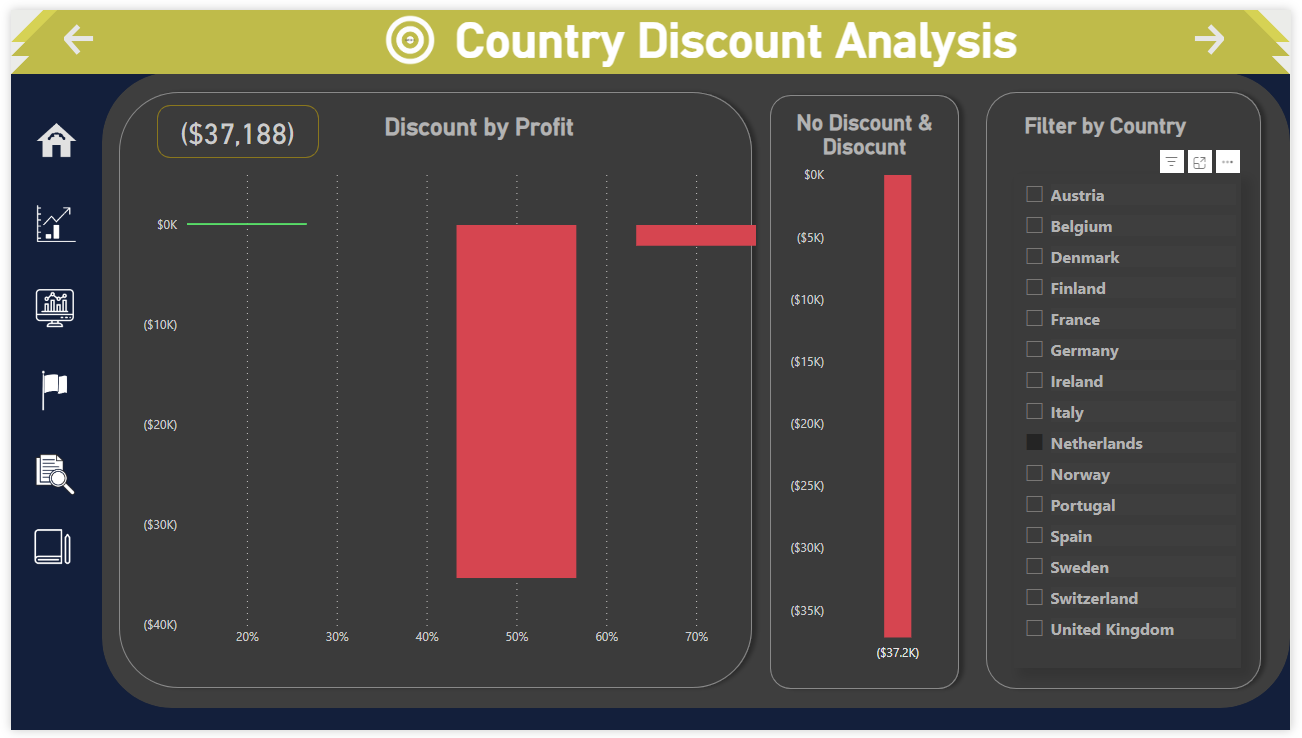 Country Discount Analysis
($37,188)
Discount by Profit
$0K
($10K)
($20K)
($30K)
($40K)
20%
30%
40%
50%
60%
70%
No Discount &
Disocunt
$0K
($5K)
($10K)
($15K)
($20K)
($25K)
($30K)
($35K)
($37.2K)
Filter by Country
Austria
Belgium
Denmark
Finland
France
Germany
Ireland
Italy
Netherlands
Norway
Portugal
Spain
Sweden
Switzerland
United Kingdom